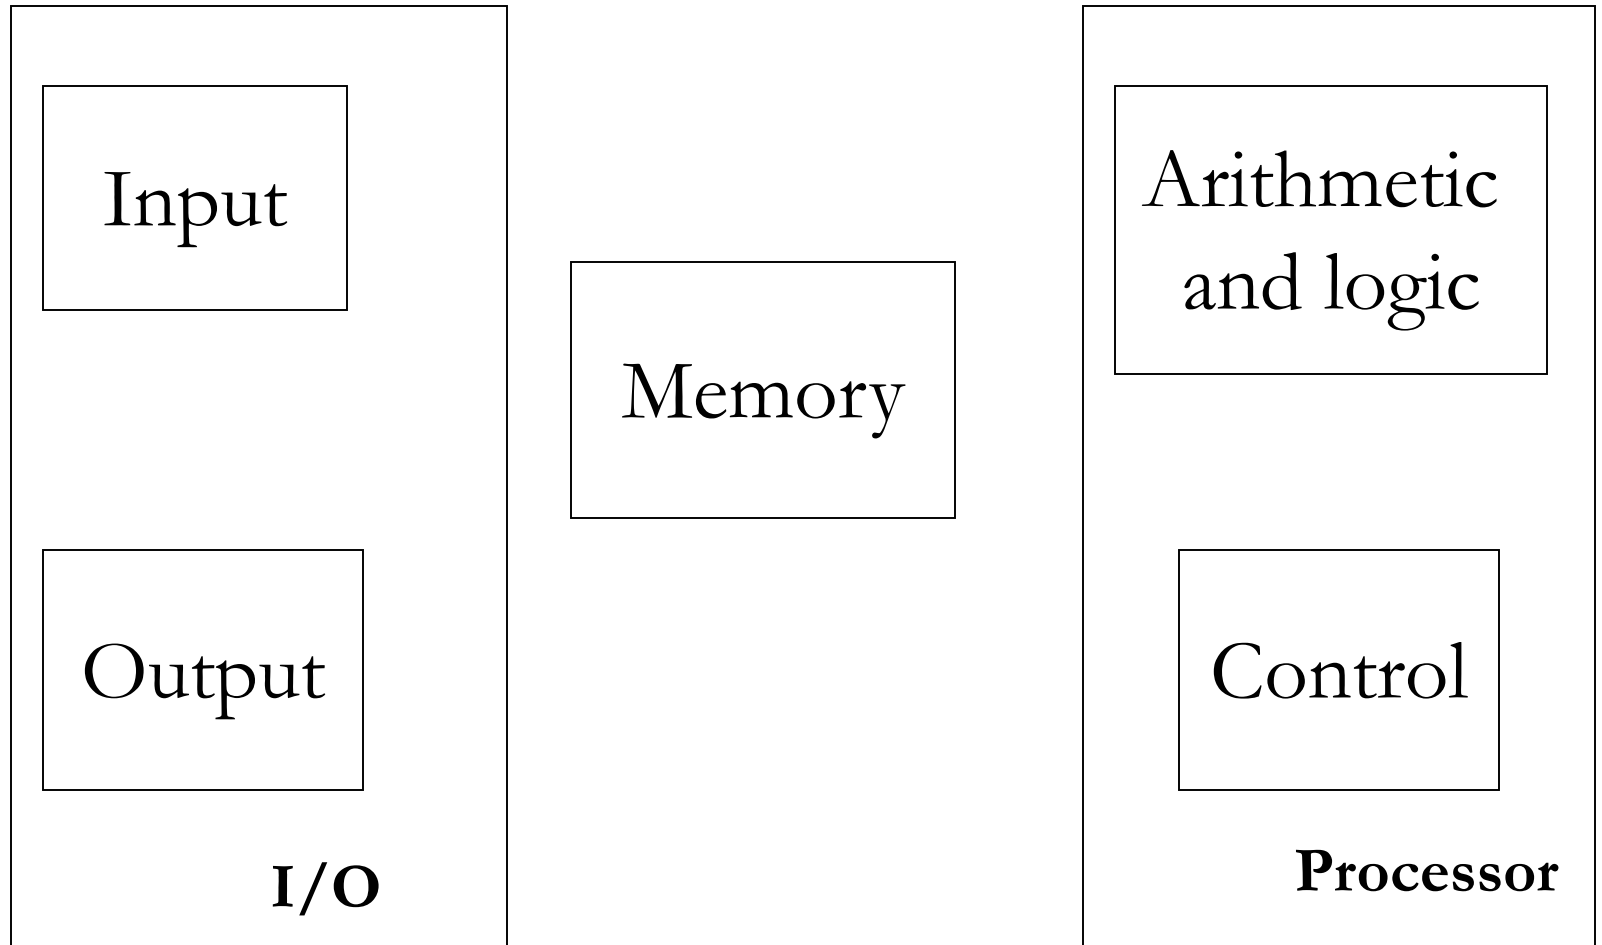 Input
Output
I/O
Memory
Arithmetic
and logic
Control
Processor